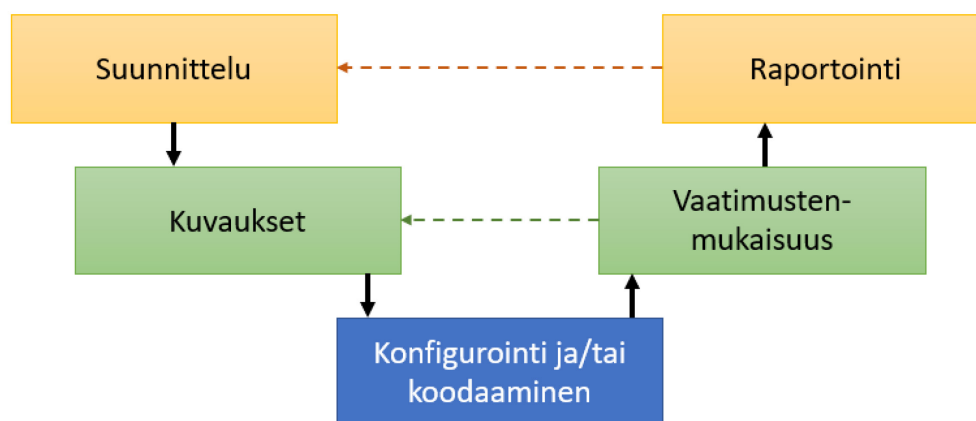 Suunnittelu
Raportointi
Kuvaukset
Vaatimusten-
mukaisuus
Konfigurointi ja/tai
koodaaminen